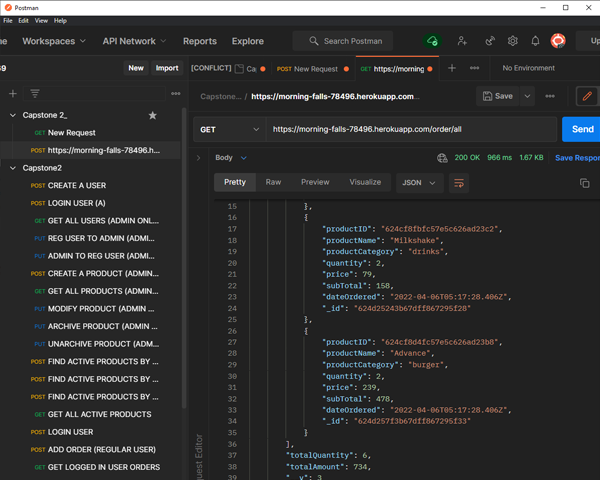 Postman
File Edit View Help
me Workspaces API Network Reports Explore Search Postman Up
69 New Import [CONFLICT] Ca POST New Request https://morning No Environment
Capstone 2_
GET New Request
POST https://morning-falls-78496.h...
Capstone2
POST CREATE A USER
POST LOGIN USER (A)
GET GET ALL USERS (ADMIN ONL...
PUT REG USER TO ADMIN (ADMI...
PUT ADMIN TO REG USER (ADMI...
POST CREATE A PRODUCT (ADMIN...
GET GET ALL PRODUCTS (ADMIN...
PUT MODIFY PRODUCT (ADMIN ...
PUT ARCHIVE PRODUCT (ADMIN ...
PUT UNARCHIVE PRODUCT (ADMI...
POST FIND ACTIVE PRODUCTS BY ...
POST FIND ACTIVE PRODUCTS BY ...
POST FIND ACTIVE PRODUCTS BY ...
GET GET ALL ACTIVE PRODUCTS
POST LOGIN USER
POST ADD ORDER (REGULAR USER)
GET GET LOGGED IN USER ORDERS
Capstone... / https://morning-falls-78496.herokuapp.com... Save
GET https://morning-falls-78496.herokuapp.com/order/all Send
Body 200 OK 966 ms 1.67 KB Save Respon
Pretty Raw Preview Visualize JSON
15 },
16 {
17 "productID": "624cf8fbfc57e5c626ad23c2",
18 "productName": "Milkshake",
19 "productCategory": "drinks",
20 "quantity": 2,
21 "price": 79,
22 "subTotal": 158,
23 "dateOrdered": "2022-04-06T05:17:28.406Z",
24 "_id": "624d25243b67dff867295f28"
25 },
26 {
27 "productID": "624cf8d4fc57e5c626ad23b8",
28 "productName": "Advance",
29 "productCategory": "burger",
30 "quantity": 2,
31 "price": 239,
32 "subTotal": 478,
33 "dateOrdered": "2022-04-06T05:17:28.406Z",
34 "_id": "624d257f3b67dff867295f33"
35 }
36 ],
37 "totalQuantity": 6,
38 "totalAmount": 734,
39 "__v": 3
uest Editor